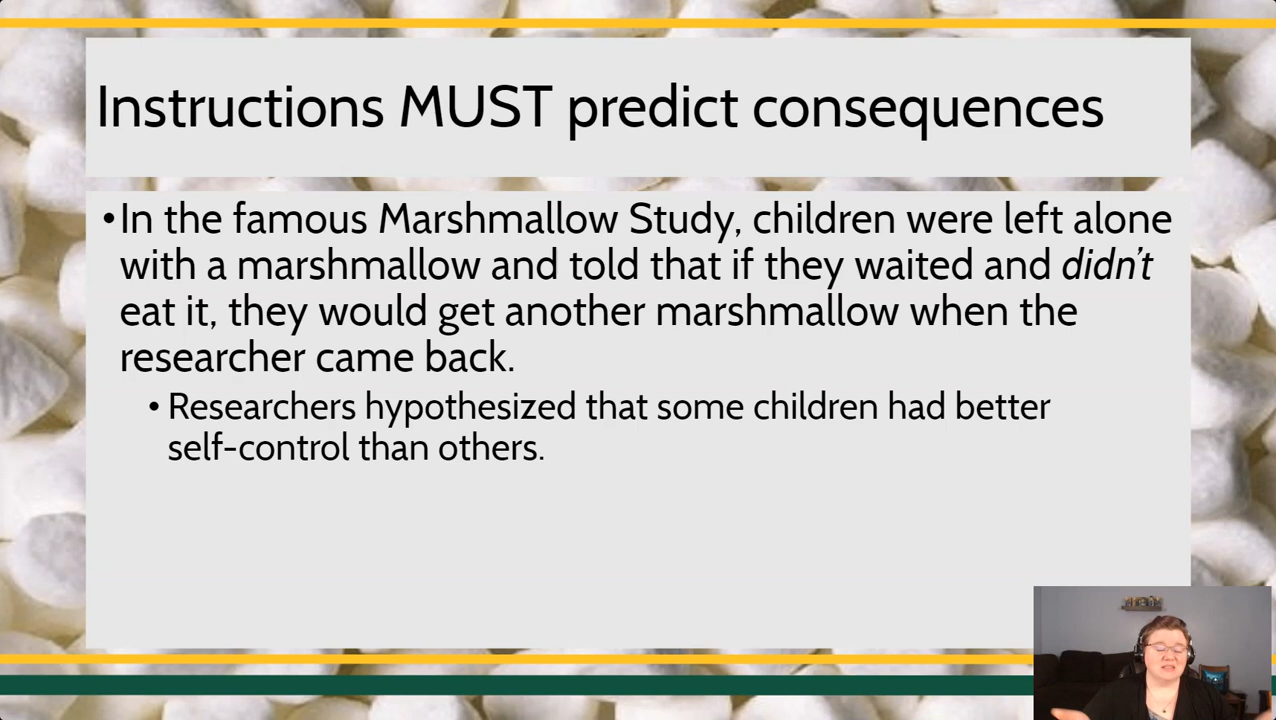 Instructions MUST predict consequences
•In the famous Marshmallow Study, children were left alone
with a marshmallow and told that if they waited and didn't
eat it, they would get another marshmallow when the
researcher came back.
• Researchers hypothesized that some children had better
self-control than others.